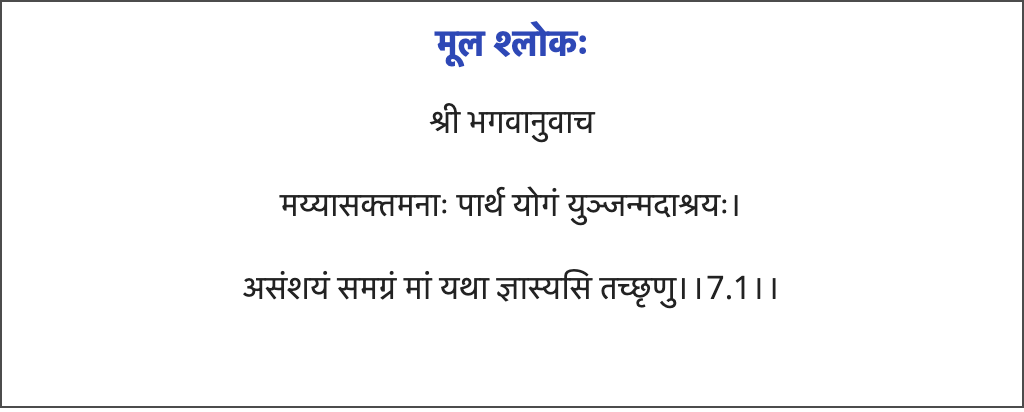 मूल श्लोकः
श्री भगवानुवाच
मय्यासक्तमनाः पार्थ योगं युञ्जन्मदाश्रयः।
असंशयं समग्रं मां यथा ज्ञास्यसि तच्छृणु।।7.1।।